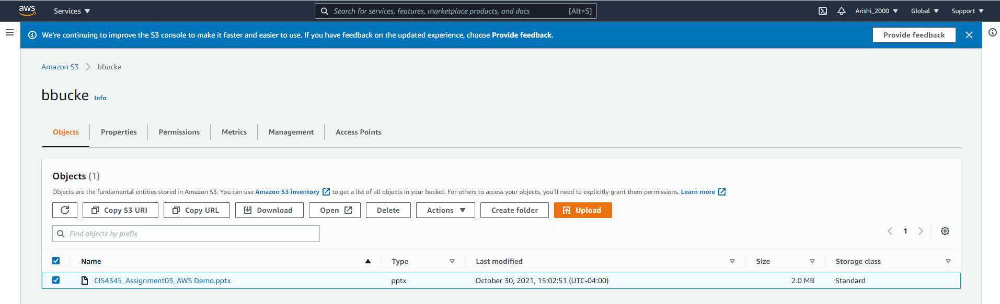 aws Services Search for services, features, marketplace products, and docs [Alt+S] Arishi_2000 Global Support
We're continuing to improve the S3 console to make it faster and easier to use. If you have feedback on the updated experience, choose Provide feedback. Provide feedback
Amazon S3 bbucke
bbucke Info
Objects Properties Permissions Metrics Management Access Points
Objects (1)
Objects are the fundamental entities stored in Amazon S3. You can use Amazon S3 inventory to get a list of all objects in your bucket. For others to access your objects, you'll need to explicitly grant them permissions. Learn more
Copy S3 URI Copy URL Download Open Delete Actions Create folder Upload
Find objects by prefix 1
Name Type Last modified Size Storage class
CIS4345_Assignment03_AWS Demo.pptx pptx October 30, 2021, 15:02:51 (UTC-04:00) 2.0 MB Standard